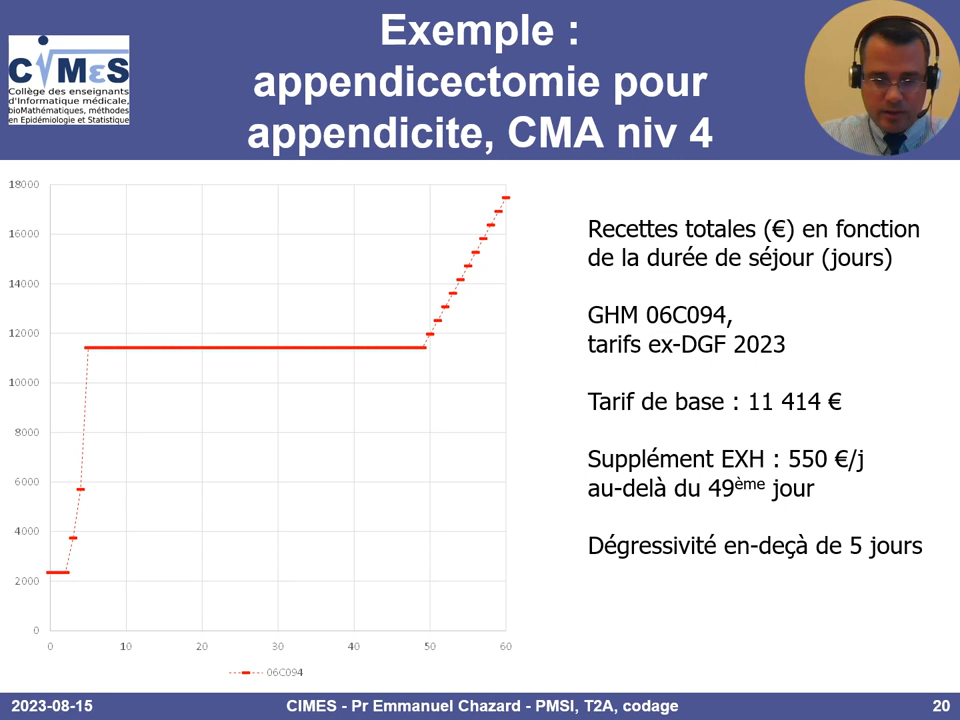 Exemple :
appendicectomie pour
appendicite, CMA niv 4
CiMεS
Collège des enseignants
d'Informatique médicale,
bioMathématiques, méthodes
en Epidémiologie et Statistique
18000
16000
14000
12000
10000
8000
6000
4000
2000
0
0 10 20 30 40 50 60
06C094
Recettes totales (€) en fonction
de la durée de séjour (jours)
GHM 06C094,
tarifs ex-DGF 2023
Tarif de base : 11 414 €
Supplément EXH : 550 €/j
au-delà du 49ème jour
Dégressivité en-deçà de 5 jours
2023-08-15 CIMES - Pr Emmanuel Chazard - PMSI, T2A, codage 20